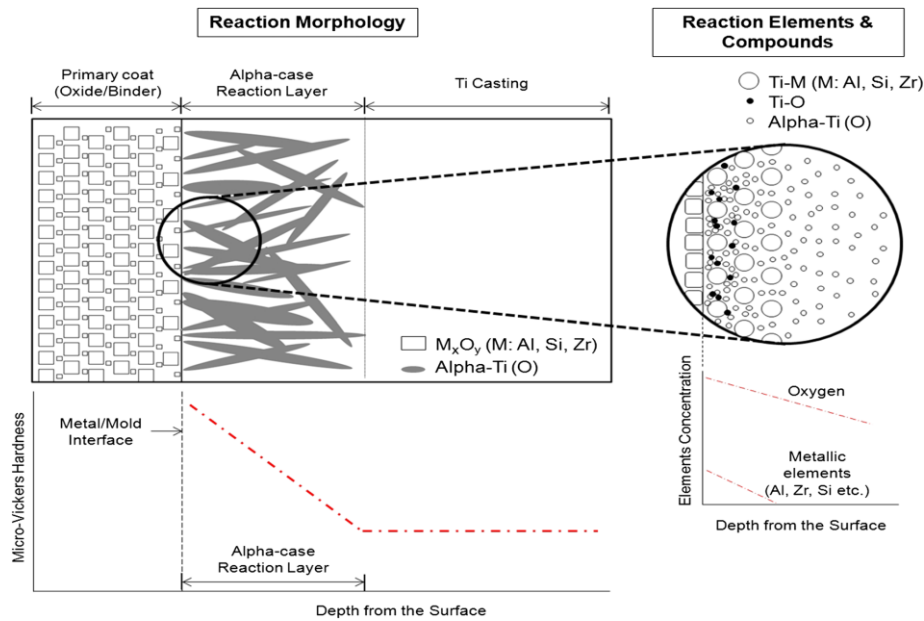 Reaction Morphology
Primary coat
(Oxide/Binder)
Alpha-case
Reaction Layer
Ti Casting
MxOy (M: Al, Si, Zr)
Alpha-Ti (O)
Reaction Elements &
Compounds
Ti-M (M: Al, Si, Zr)
Ti-O
Alpha-Ti (O)
Micro-Vickers Hardness
Metal/Mold
Interface
Alpha-case
Reaction Layer
Depth from the Surface
Elements Concentration
Oxygen
Metallic
elements
(Al, Zr, Si etc.)
Depth from the Surface